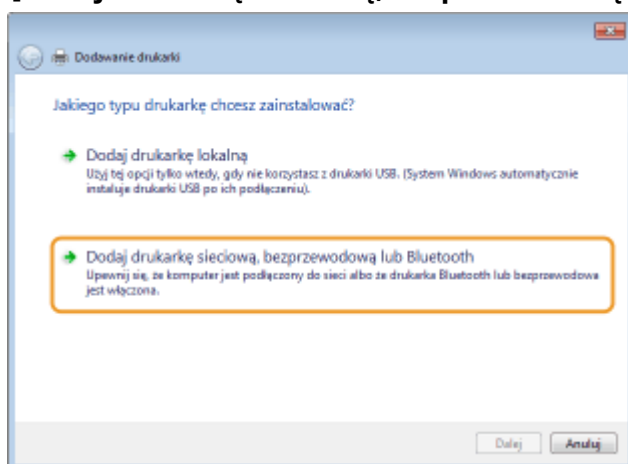 Dodawanie drukarki
Jakiego typu drukarkę chcesz zainstalować?
Dodaj drukarkę lokalną
Użyj tej opcji tylko wtedy, gdy nie korzystasz z drukarki USB. (System Windows automatycznie
instaluje drukarki USB po ich podłączeniu).
Dodaj drukarkę sieciową, bezprzewodową lub Bluetooth
Upewnij się, że komputer jest podłączony do sieci albo że drukarka Bluetooth lub bezprzewodowa
jest włączona.
Dalej Anuluj